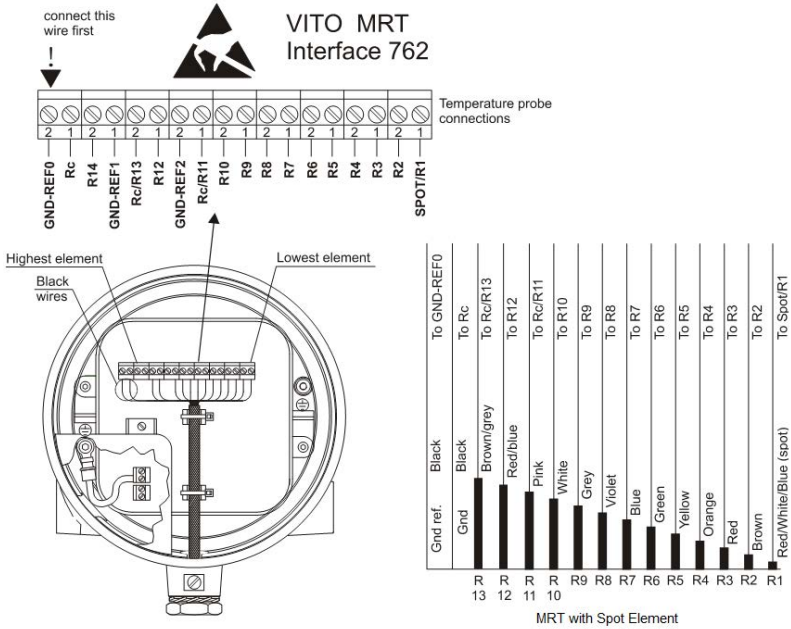 connect this
wire first
!
VITO MRT
Interface 762
Temperature probe
connections
2 1 2 1 2 1 2 1 2 1 2 1 2 1 2 1 2 1
GND-REF0
Rc
R14
GND-REF1
Rc/R13
R12
GND-REF2
Rc/R11
R10
R9
R8
R7
R6
R5
R4
R3
R2
SPOT/R1
Highest element
Lowest element
Black
wires
To GND-REF0
To Rc
To Rc/R13
To R12
To Rc/R11
To R10
To R9
To R8
To R7
To R6
To R5
To R4
To R3
To R2
To Spot/R1
Black
Black
Brown/grey
Red/blue
Pink
White
Grey
Violet
Blue
Green
Yellow
Orange
Red
Brown
Red/White/Blue (spot)
Gnd ref.
Gnd
R
13
R
12
R
11
R
10
R9
R8
R7
R6
R5
R4
R3
R2
R1
MRT with Spot Element